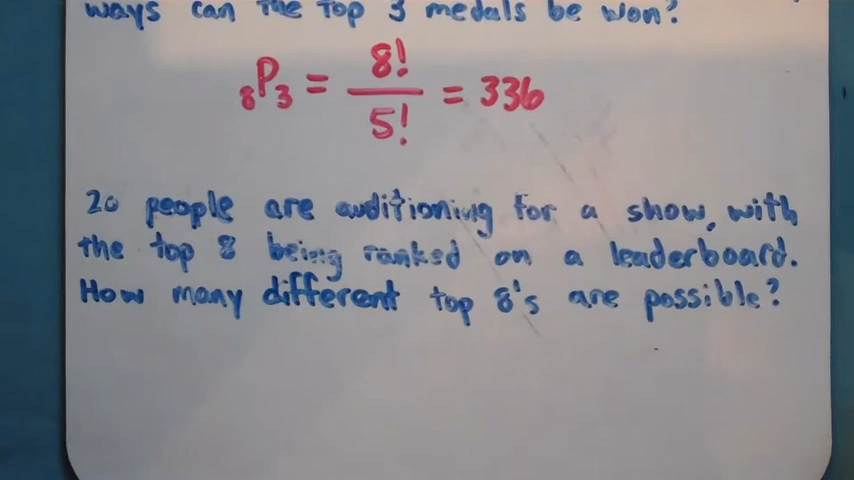 ways can the top 3 medals be won?
₈P₃ = 8!/5! = 336
20 people are auditioning for a show, with
the top 8 being ranked on a leaderboard.
How many different top 8's are possible?